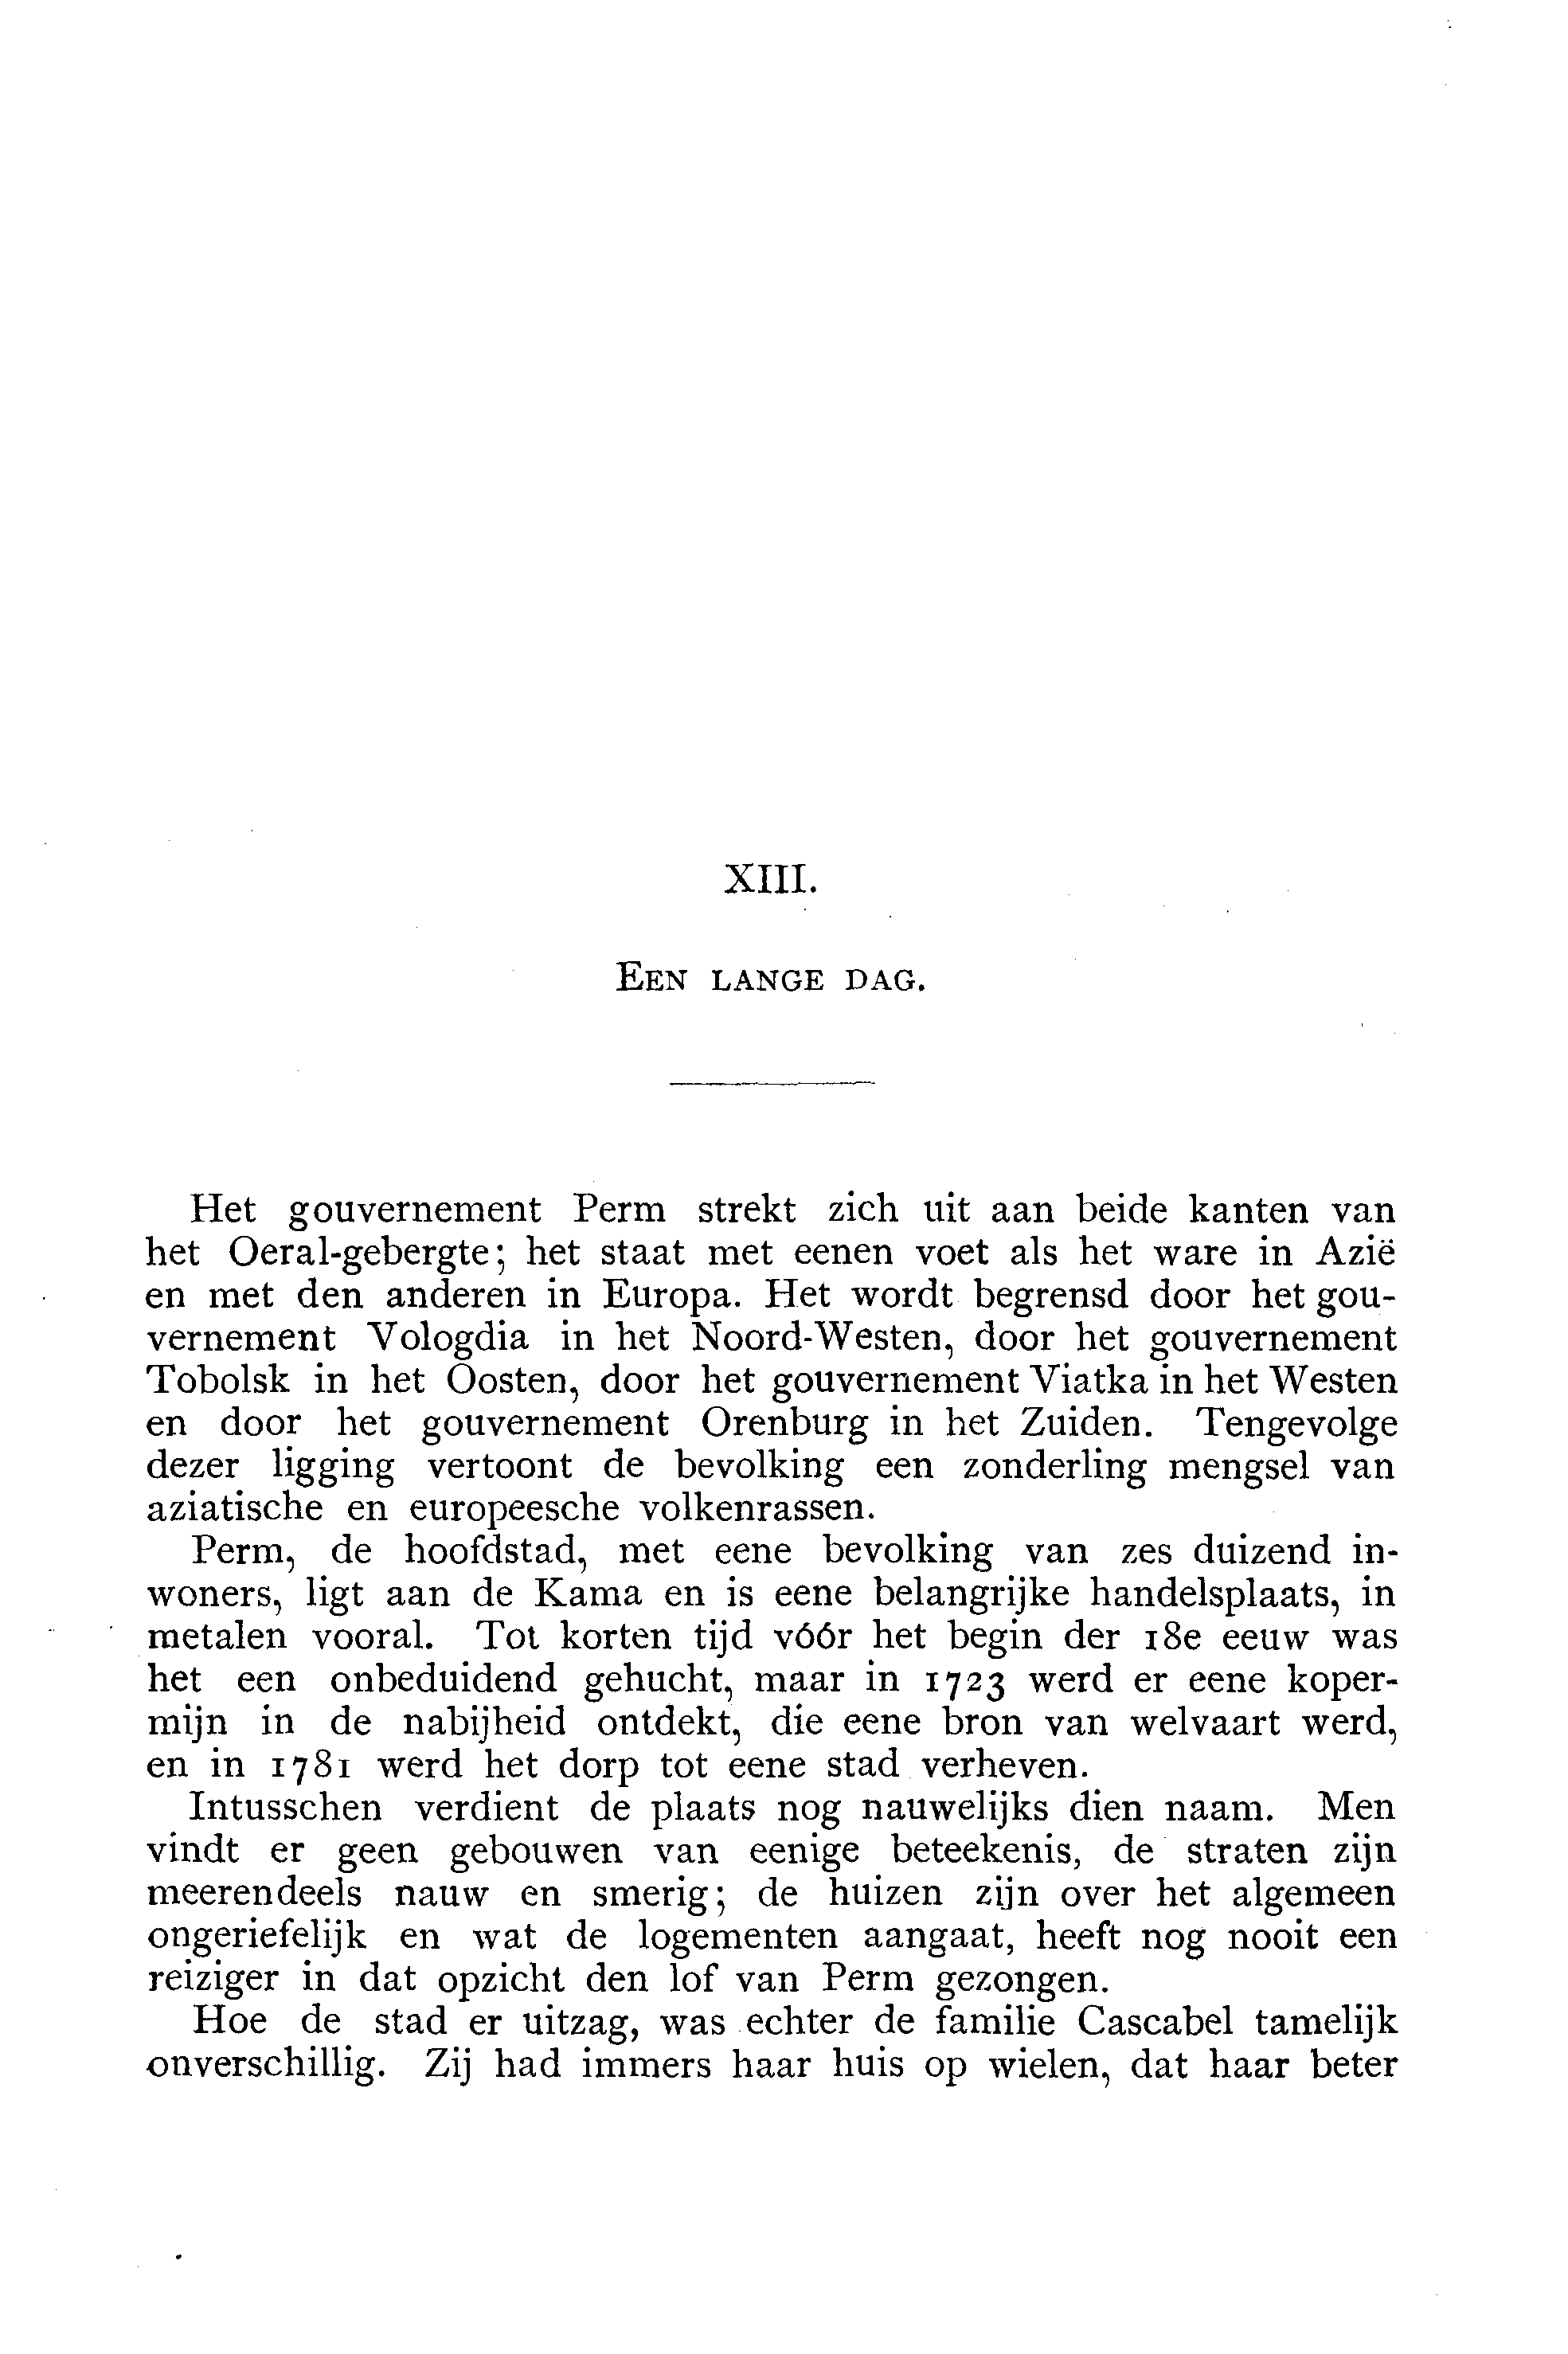 XIII.
EEN LANGE DAG.
Het gouvernement Perm strekt zich uit aan beide kanten van
het Oeral-gebergte; het staat met eenen voet als het ware in Azië
en met den anderen in Europa. Het wordt begrensd door het gou-
vernement Vologdia in het Noord-Westen, door het gouvernement
Tobolsk in het Oosten, door het gouvernement Viatka in het Westen
en door het gouvernement Orenburg in het Zuiden. Tengevolge
dezer ligging vertoont de bevolking een zonderling mengsel van
aziatische en europeesche volkenrassen.
Perm, de hoofdstad, met eene bevolking van zes duizend in-
woners, ligt aan de Kama en is eene belangrijke handelsplaats, in
metalen vooral. Tot korten tijd vóór het begin der 18e eeuw was
het een onbeduidend gehucht, maar in 1723 werd er eene koper-
mijn in de nabijheid ontdekt, die eene bron van welvaart werd,
en in 1781 werd het dorp tot eene stad verheven.
Intusschen verdient de plaats nog nauwelijks dien naam. Men
vindt er geen gebouwen van eenige beteekenis, de straten zijn
meerendeels nauw en smerig; de huizen zijn over het algemeen
ongeriefelijk en wat de logementen aangaat, heeft nog nooit een
reiziger in dat opzicht den lof van Perm gezongen.
Hoe de stad er uitzag, was echter de familie Cascabel tamelijk
onverschillig. Zij had immers haar huis op wielen, dat haar beter